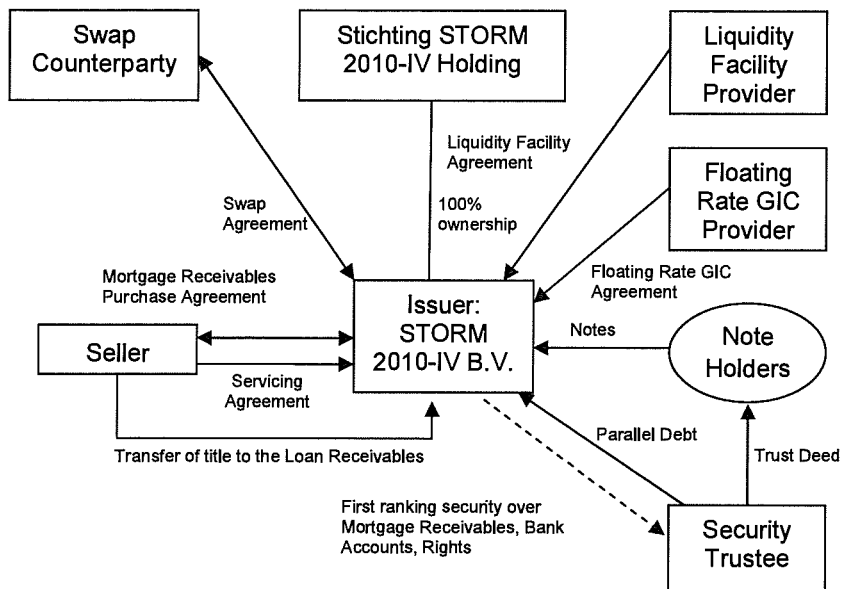 Swap
Counterparty
Stichting STORM
2010-IV Holding
Liquidity
Facility
Provider
Liquidity Facility
Agreement
Floating
Rate GIC
Provider
Swap
Agreement
100%
ownership
Mortgage Receivables
Purchase Agreement
Floating Rate GIC
Agreement
Issuer:
STORM
2010-IV B.V.
Seller
Notes
Note
Holders
Servicing
Agreement
Parallel Debt
Trust Deed
Transfer of title to the Loan Receivables
First ranking security over
Mortgage Receivables, Bank
Accounts, Rights
Security
Trustee